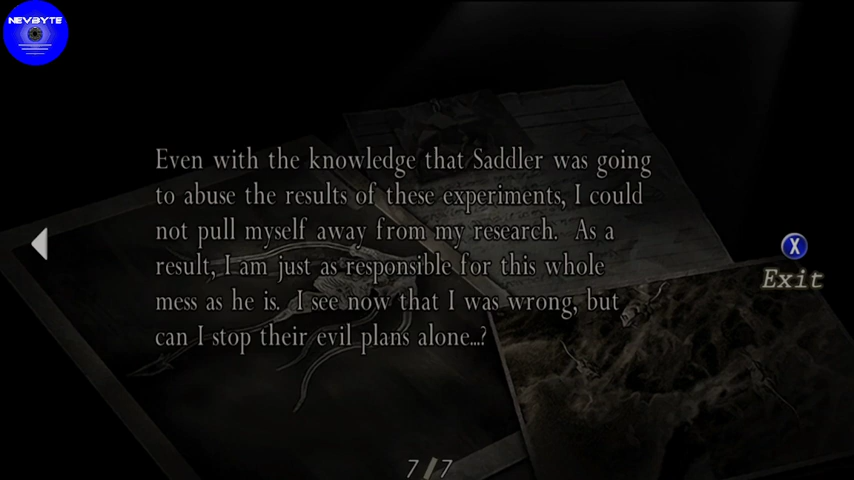 NEVBYTE
Even with the knowledge that Saddler was going
to abuse the results of these experiments, I could
not pull myself away from my research. As a
result, I am just as responsible for this whole
mess as he is. I see now that I was wrong, but
can I stop their evil plans alone...?
X
Exit
7/7